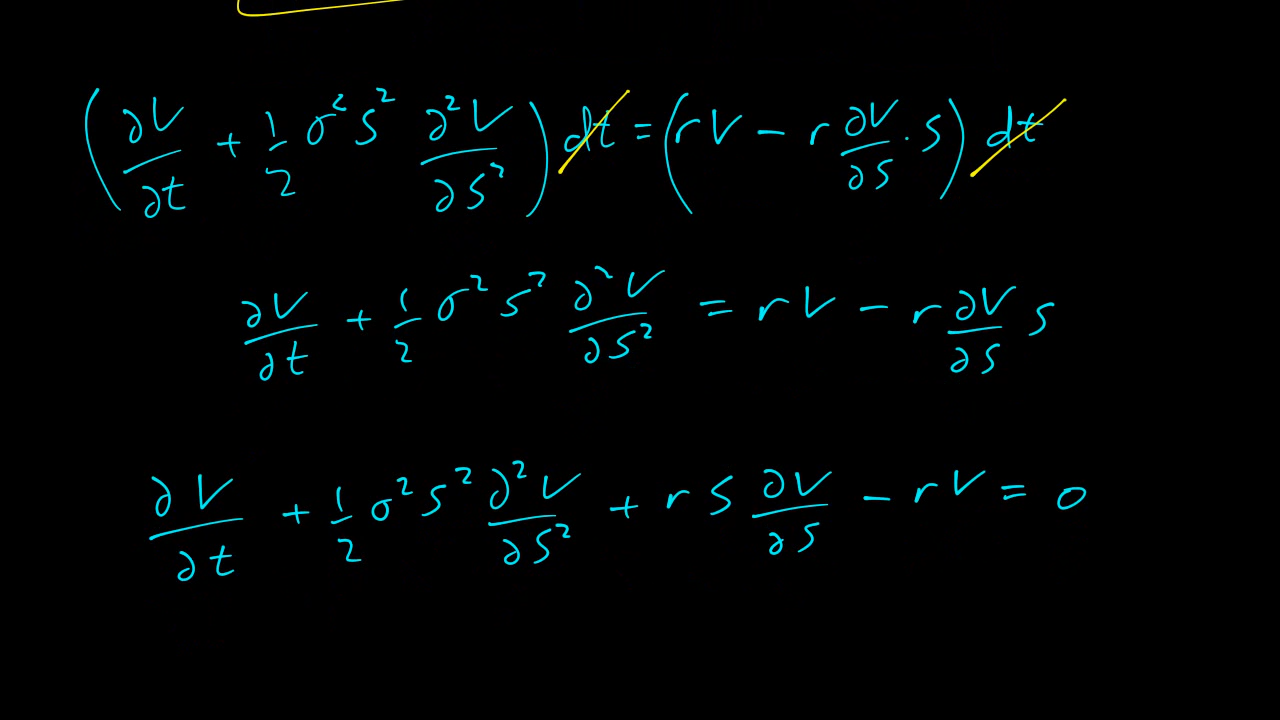 (∂V/∂t + 1/2 σ² S² ∂²V/∂S²) dt = (rV − r ∂V/∂S · S) dt
∂V/∂t + 1/2 σ² S² ∂²V/∂S² = rV − r ∂V/∂S S
∂V/∂t + 1/2 σ² S² ∂²V/∂S² + r S ∂V/∂S − rV = 0